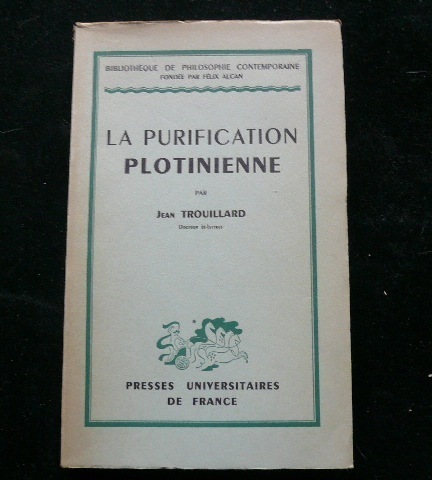 BIBLIOTHÈQUE DE PHILOSOPHIE CONTEMPORAINE
FONDÉE PAR FÉLIX ALCAN
LA PURIFICATION
PLOTINIENNE
PAR
JEAN TROUILLARD
Docteur ès-lettres
PRESSES UNIVERSITAIRES
DE FRANCE